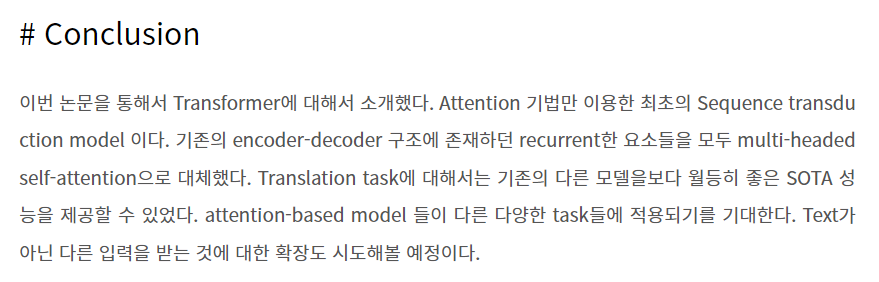 # Conclusion
이번 논문을 통해서 Transformer에 대해서 소개했다. Attention 기법만 이용한 최초의 Sequence transdu
ction model 이다. 기존의 encoder-decoder 구조에 존재하던 recurrent한 요소들을 모두 multi-headed
self-attention으로 대체했다. Translation task에 대해서는 기존의 다른 모델을보다 월등히 좋은 SOTA 성
능을 제공할 수 있었다. attention-based model 들이 다른 다양한 task들에 적용되기를 기대한다. Text가
아닌 다른 입력을 받는 것에 대한 확장도 시도해볼 예정이다.